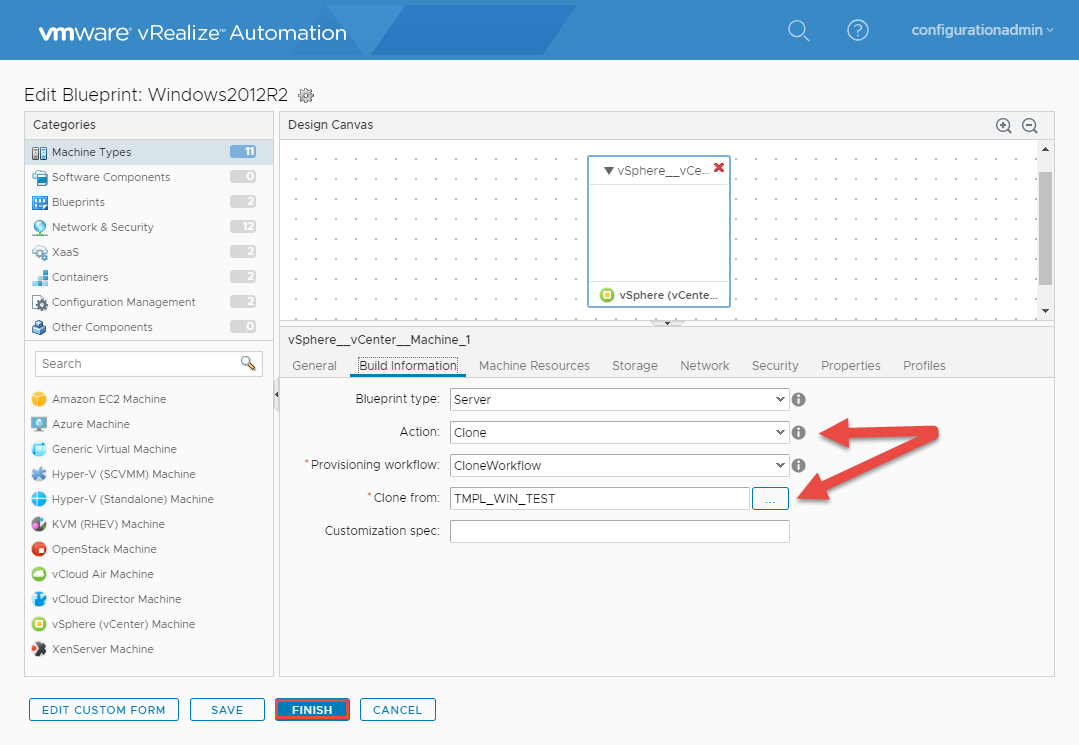 vmware® vRealize™ Automation
configurationadmin
Edit Blueprint: Windows2012R2
Categories
Machine Types 11
Software Components 0
Blueprints 2
Network & Security 12
XaaS 2
Containers 2
Configuration Management 2
Other Components 0
Search
Amazon EC2 Machine
Azure Machine
Generic Virtual Machine
Hyper-V (SCVMM) Machine
Hyper-V (Standalone) Machine
KVM (RHEV) Machine
OpenStack Machine
vCloud Air Machine
vCloud Director Machine
vSphere (vCenter) Machine
XenServer Machine
Design Canvas
vSphere__vCe...
vSphere (vCente...
vSphere__vCenter__Machine_1
General Build Information Machine Resources Storage Network Security Properties Profiles
Blueprint type: Server
Action: Clone
*Provisioning workflow: CloneWorkflow
*Clone from: TMPL_WIN_TEST ...
Customization spec:
EDIT CUSTOM FORM SAVE FINISH CANCEL